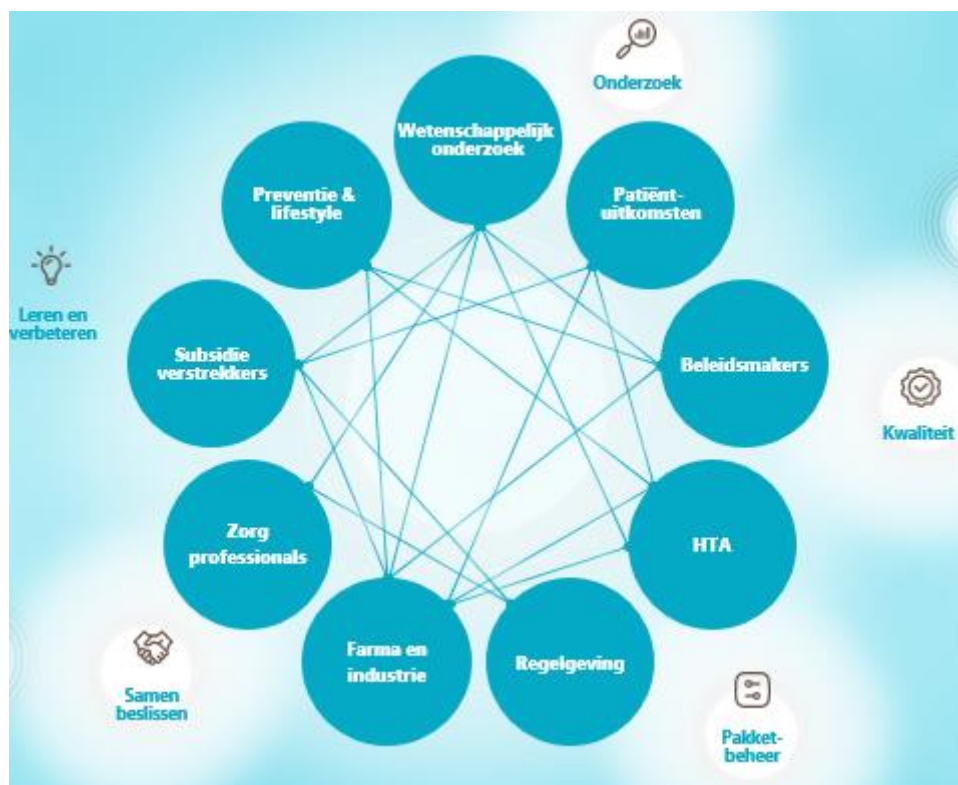 Onderzoek
Wetenschappelijk
onderzoek
Preventie &
lifestyle
Patiënt-
uitkomsten
Leren en
verbeteren
Subsidie
verstrekkers
Beleidsmakers
Kwaliteit
Zorg
professionals
HTA
Farma en
industrie
Regelgeving
Samen
beslissen
Pakket-
beheer